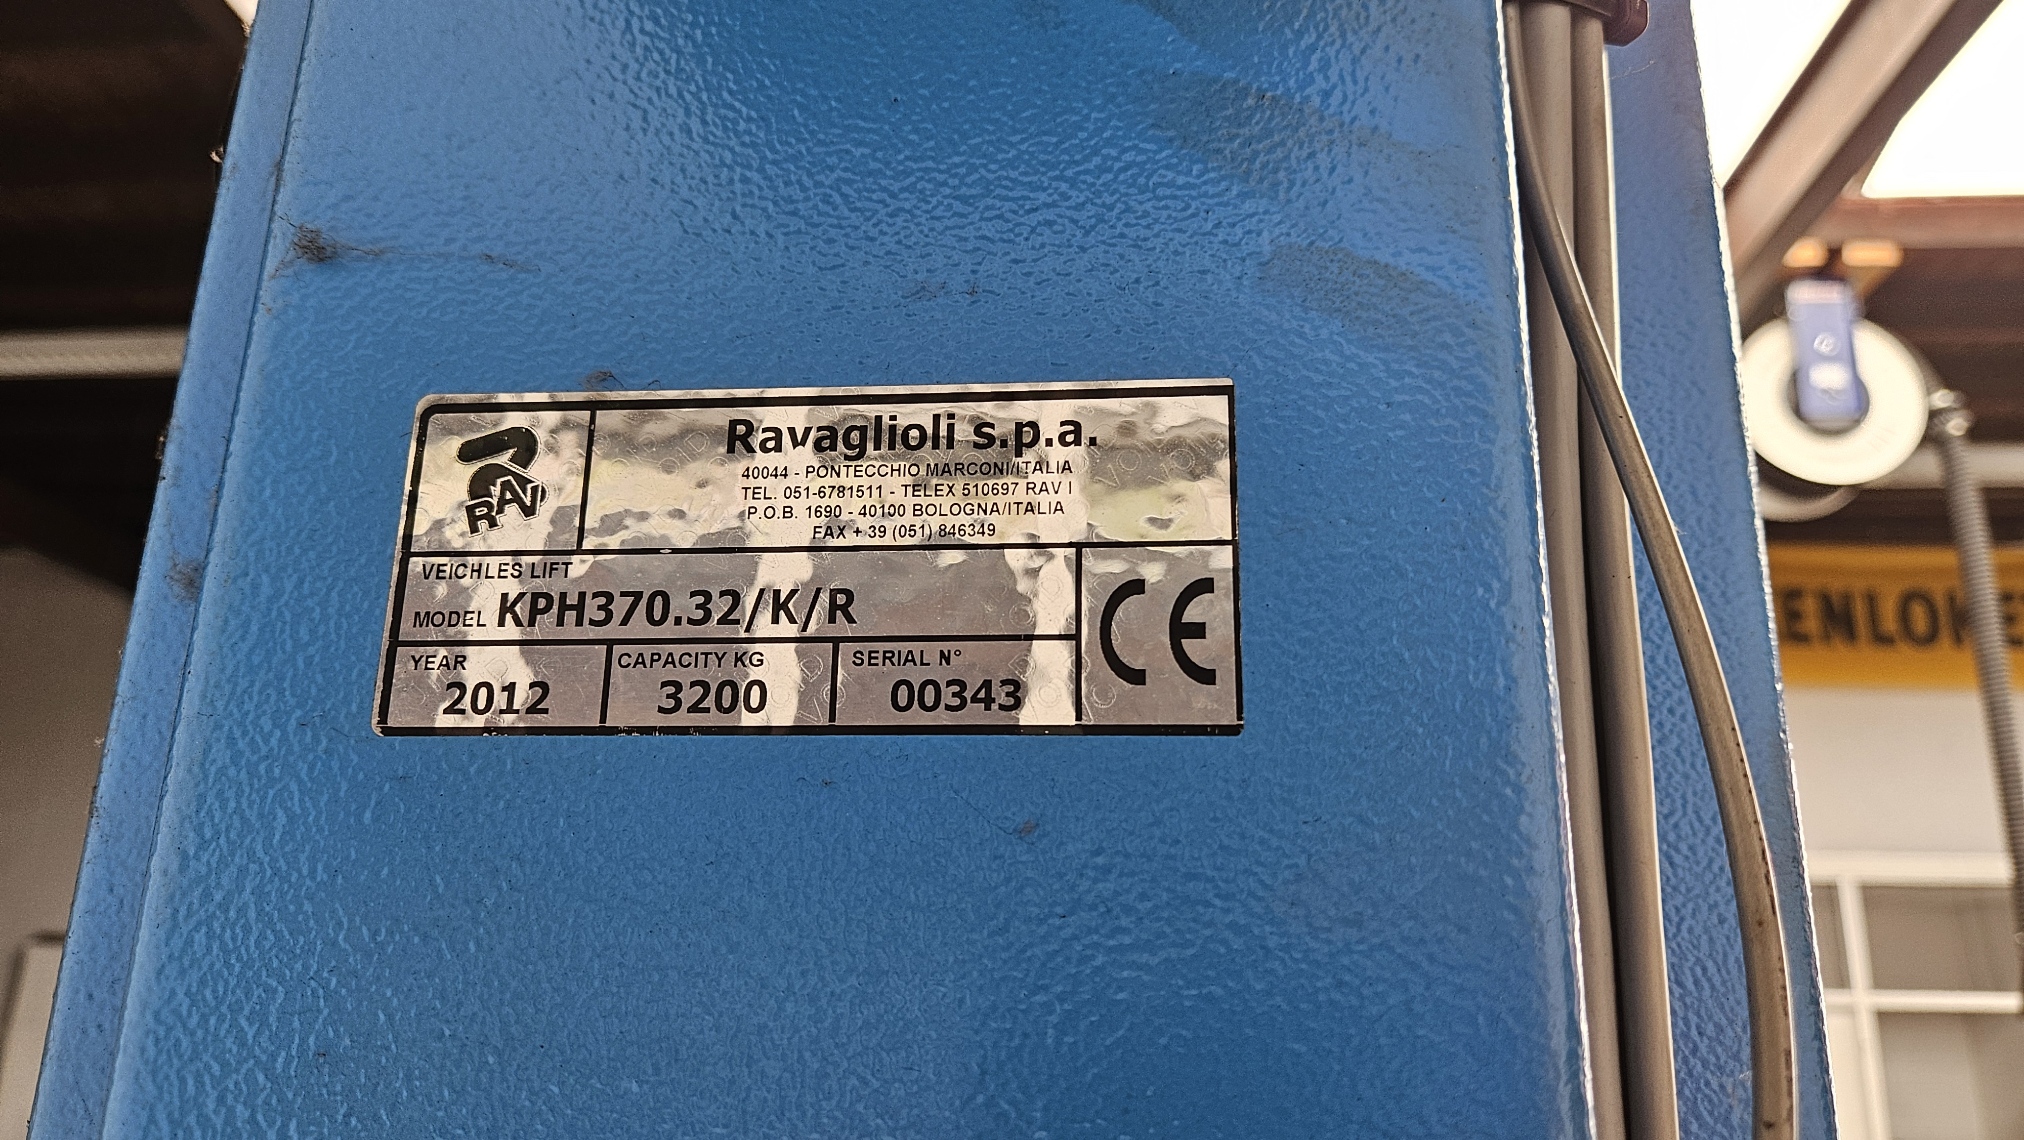 RAV
Ravaglioli s.p.a.
40044 - PONTECCHIO MARCONI/ITALIA
TEL. 051-6781511 - TELEX 510697 RAV I
P.O.B. 1690 - 40100 BOLOGNA/ITALIA
FAX + 39 (051) 846349
VEICHLES LIFT
MODEL KPH370.32/K/R
CE
YEAR
2012
CAPACITY KG
3200
SERIAL N°
00343